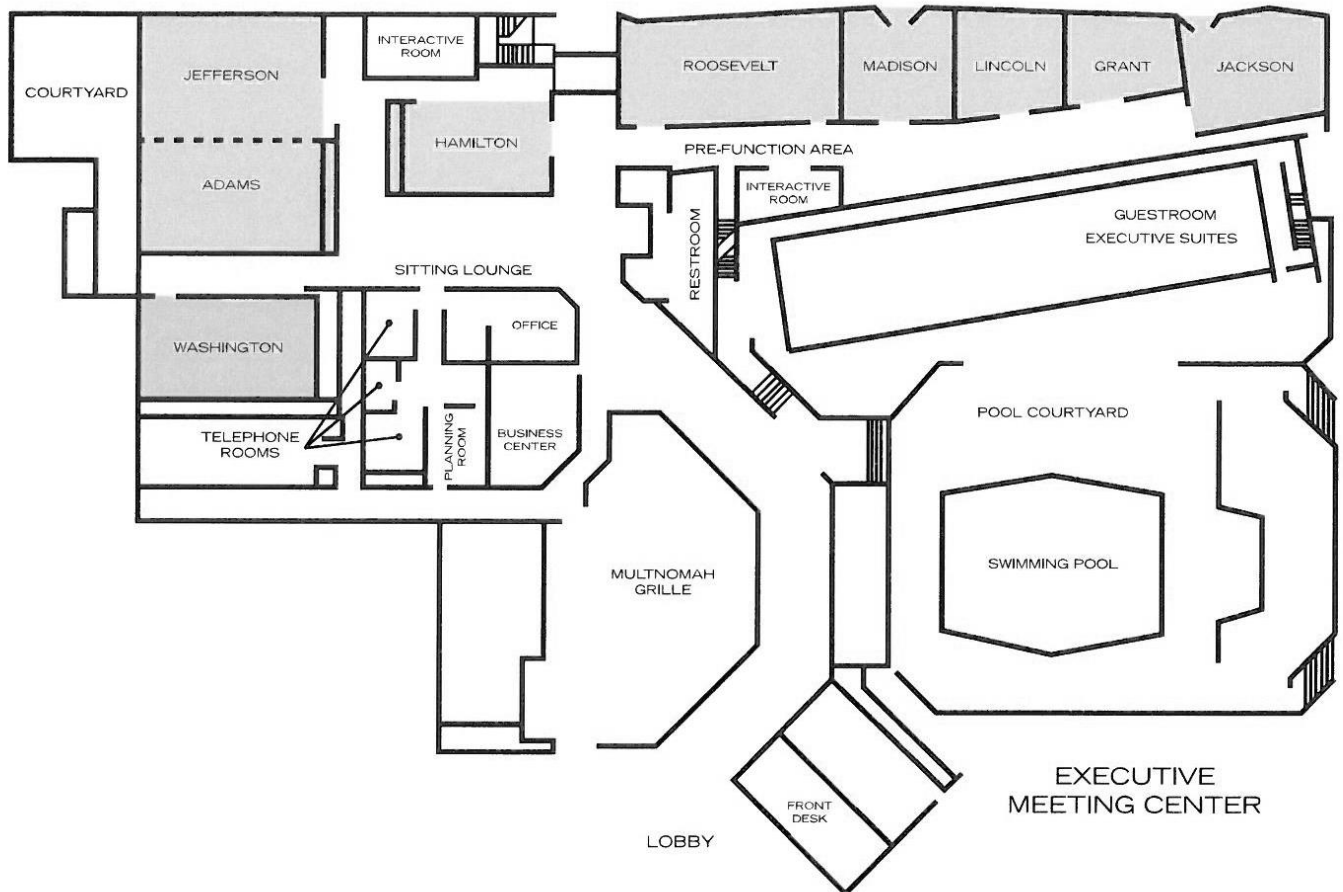 INTERACTIVE
ROOM
JEFFERSON
COURTYARD
ROOSEVELT
MADISON
LINCOLN
GRANT
JACKSON
HAMILTON
ADAMS
PRE-FUNCTION AREA
INTERACTIVE
ROOM
RESTROOM
GUESTROOM
EXECUTIVE SUITES
SITTING LOUNGE
OFFICE
WASHINGTON
TELEPHONE
ROOMS
PLANNING
ROOM
BUSINESS
CENTER
POOL COURTYARD
MULTNOMAH
GRILLE
SWIMMING POOL
EXECUTIVE
MEETING CENTER
FRONT
DESK
LOBBY